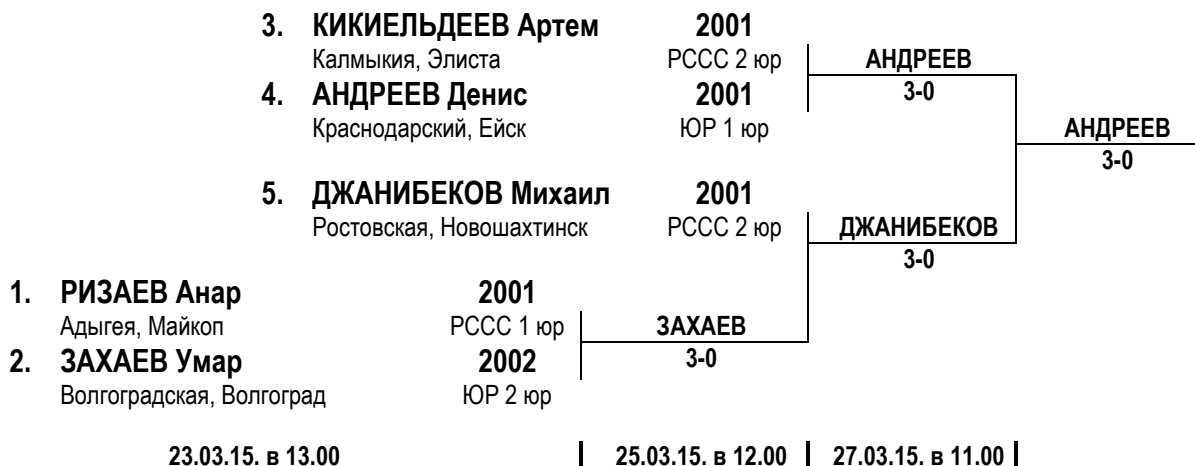 3. КИКИЕЛЬДЕЕВ Артем 2001
Калмыкия, Элиста РССС 2 юр АНДРЕЕВ
4. АНДРЕЕВ Денис 2001 3-0
Краснодарский, Ейск ЮР 1 юр АНДРЕЕВ
3-0
5. ДЖАНИБЕКОВ Михаил 2001
Ростовская, Новошахтинск РССС 2 юр ДЖАНИБЕКОВ
3-0
1. РИЗАЕВ Анар 2001
Адыгея, Майкоп РССС 1 юр ЗАХАЕВ
2. ЗАХАЕВ Умар 2002 3-0
Волгоградская, Волгоград ЮР 2 юр
23.03.15. в 13.00 25.03.15. в 12.00 27.03.15. в 11.00